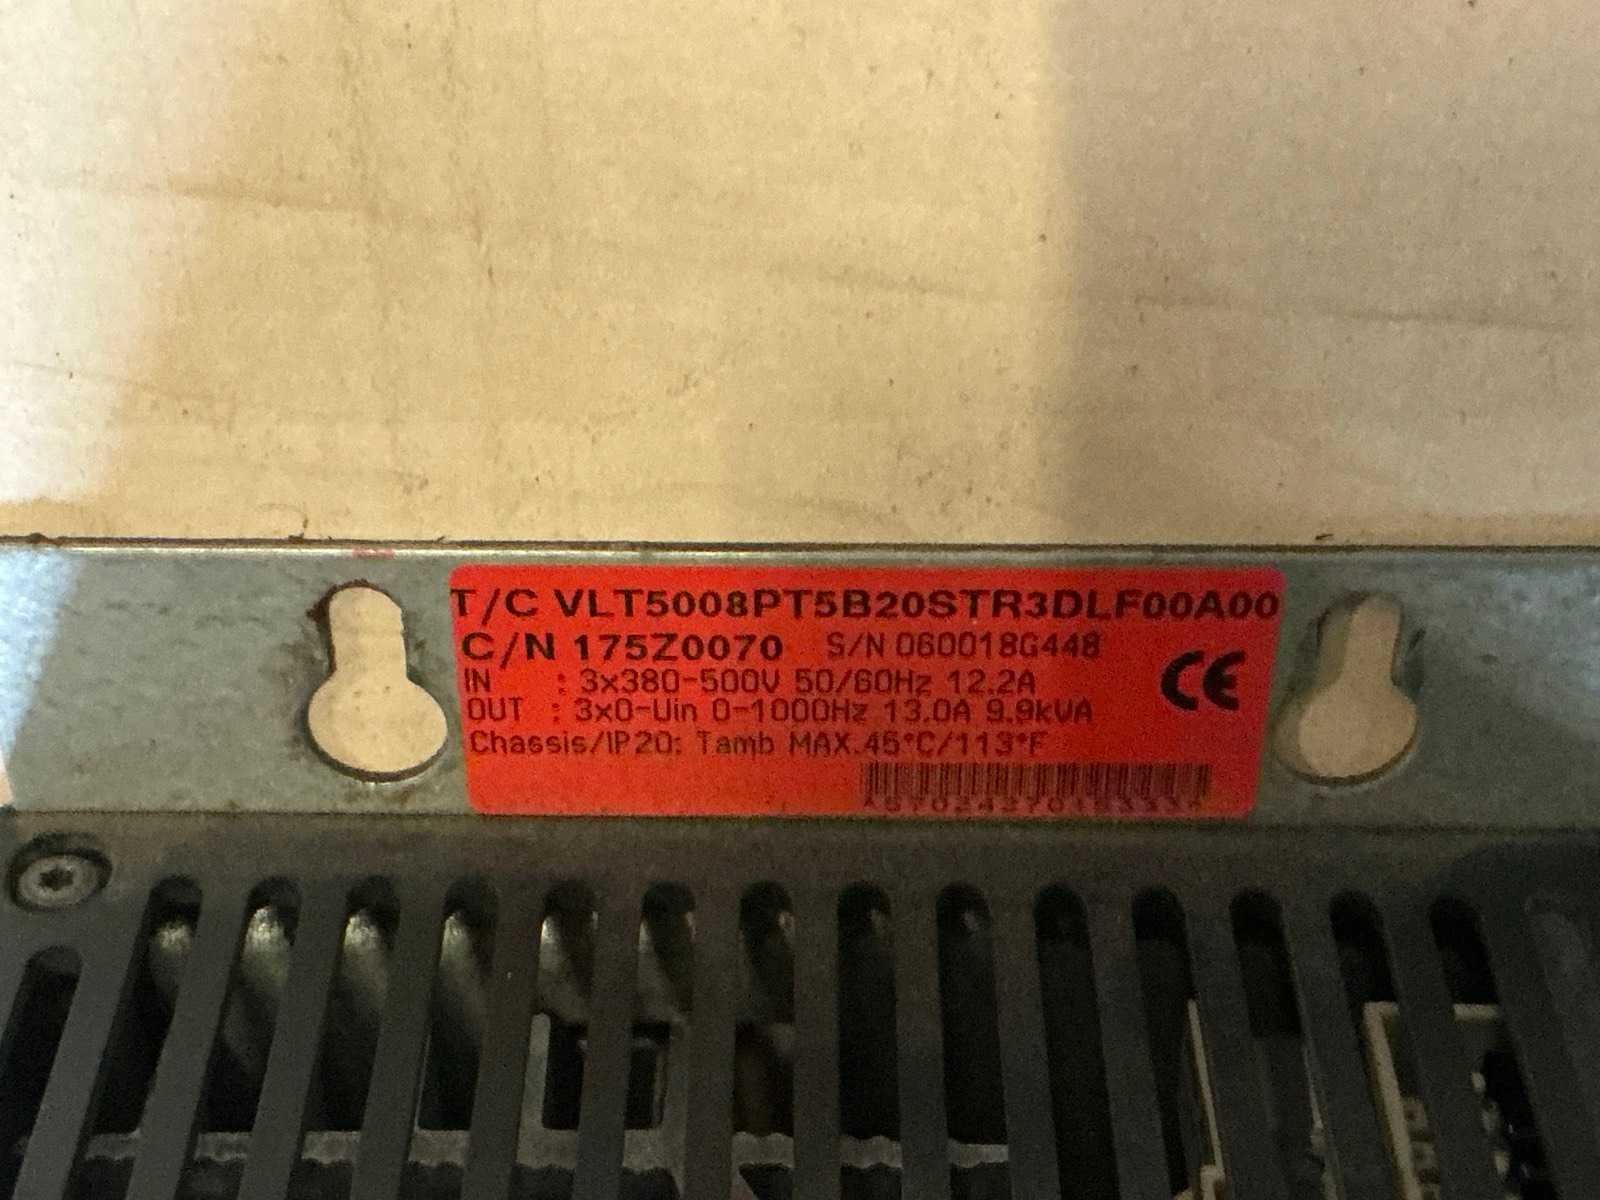 T/C VLT5008PT5B20STR3DLF00A00
C/N 175Z0070 S/N 060018G448
IN : 3x380-500V 50/60Hz 12.2A
OUT : 3x0-Uin 0-1000Hz 13.0A 9.9kVA
CE
Chassis/IP20: Tamb MAX.45°C/113°F